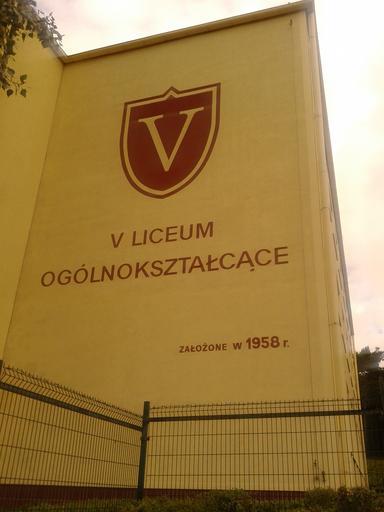 V
V LICEUM
OGÓLNOKSZTAŁCĄCE
ZAŁOŻONE W 1958 r.